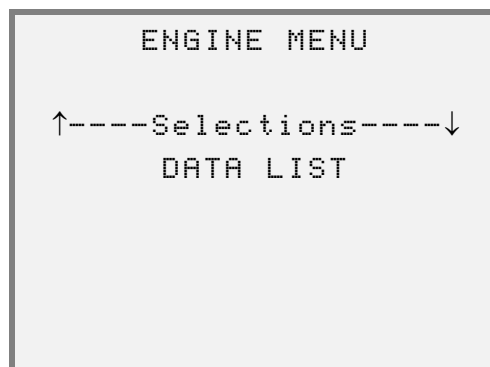 ENGINE MENU
↑----Selections----↓
DATA LIST